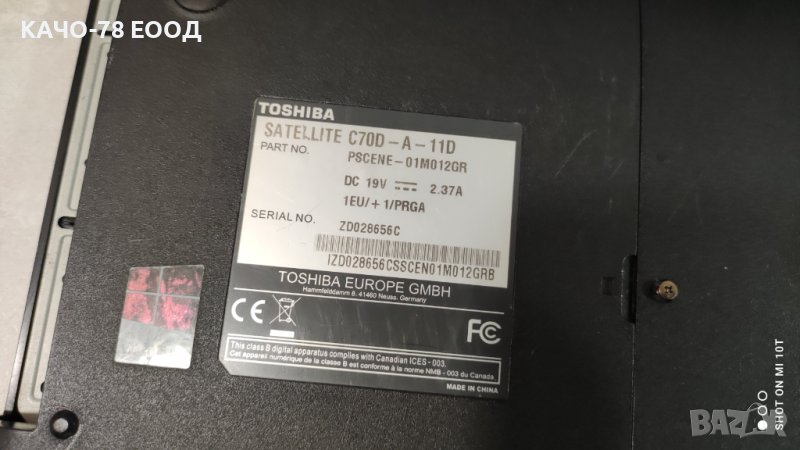 КАЧО-78 ЕООД
TOSHIBA
SATELLITE C70D-A-11D
PART NO. PSCENE-01M012GR
DC 19V 2.37A
1EU/+1/PRGA
SERIAL NO. ZD028656C
IZD028656CSSCEN01M012GRB
TOSHIBA EUROPE GMBH
Hammfelddamm 8. 41460 Neuss. Germany
CE
FC
This class B digital apparatus complies with Canadian ICES-003.
Cet appareil numérique de la classe B est conforme à la norme NMB-003 du Canada.
MADE IN CHINA
SHOT ON MI 10T
BAZAR